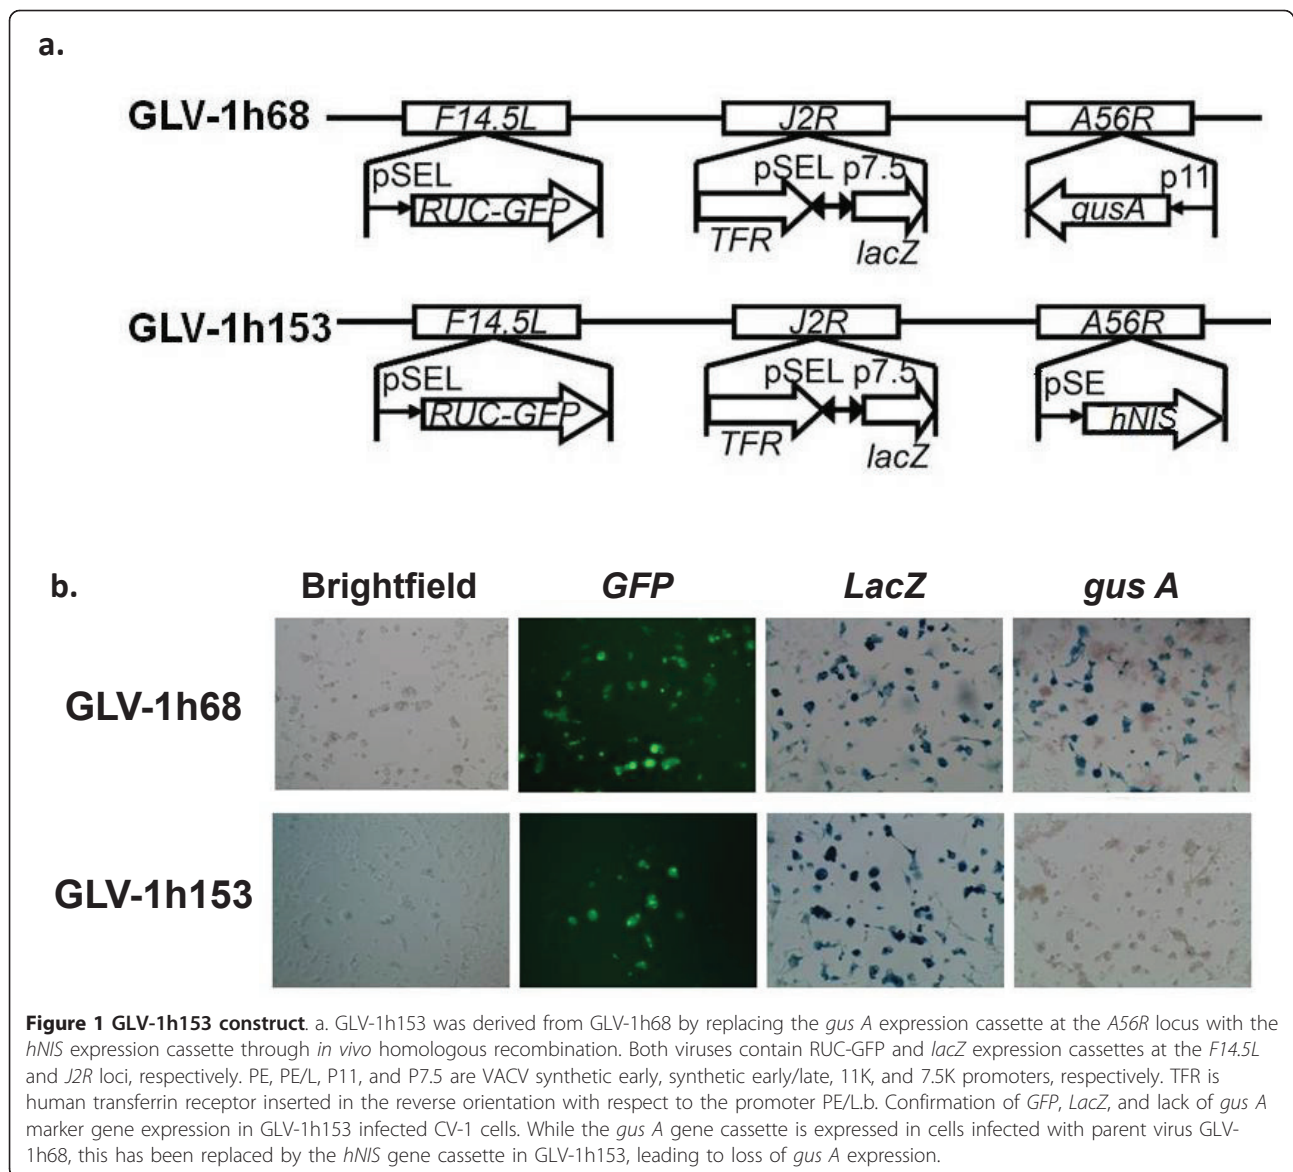 a.
GLV-1h68
F14.5L
J2R
A56R
pSEL
pSEL p7.5
p11
RUC-GFP
TFR
lacZ
gusA
GLV-1h153
F14.5L
J2R
A56R
pSEL
pSEL p7.5
pSE
RUC-GFP
TFR
lacZ
hNIS
b.
Brightfield
GFP
LacZ
gus A
GLV-1h68
GLV-1h153
Figure 1 GLV-1h153 construct. a. GLV-1h153 was derived from GLV-1h68 by replacing the gus A expression cassette at the A56R locus with the
hNIS expression cassette through in vivo homologous recombination. Both viruses contain RUC-GFP and lacZ expression cassettes at the F14.5L
and J2R loci, respectively. PE, PE/L, P11, and P7.5 are VACV synthetic early, synthetic early/late, 11K, and 7.5K promoters, respectively. TFR is
human transferrin receptor inserted in the reverse orientation with respect to the promoter PE/L.b. Confirmation of GFP, LacZ, and lack of gus A
marker gene expression in GLV-1h153 infected CV-1 cells. While the gus A gene cassette is expressed in cells infected with parent virus GLV-
1h68, this has been replaced by the hNIS gene cassette in GLV-1h153, leading to loss of gus A expression.